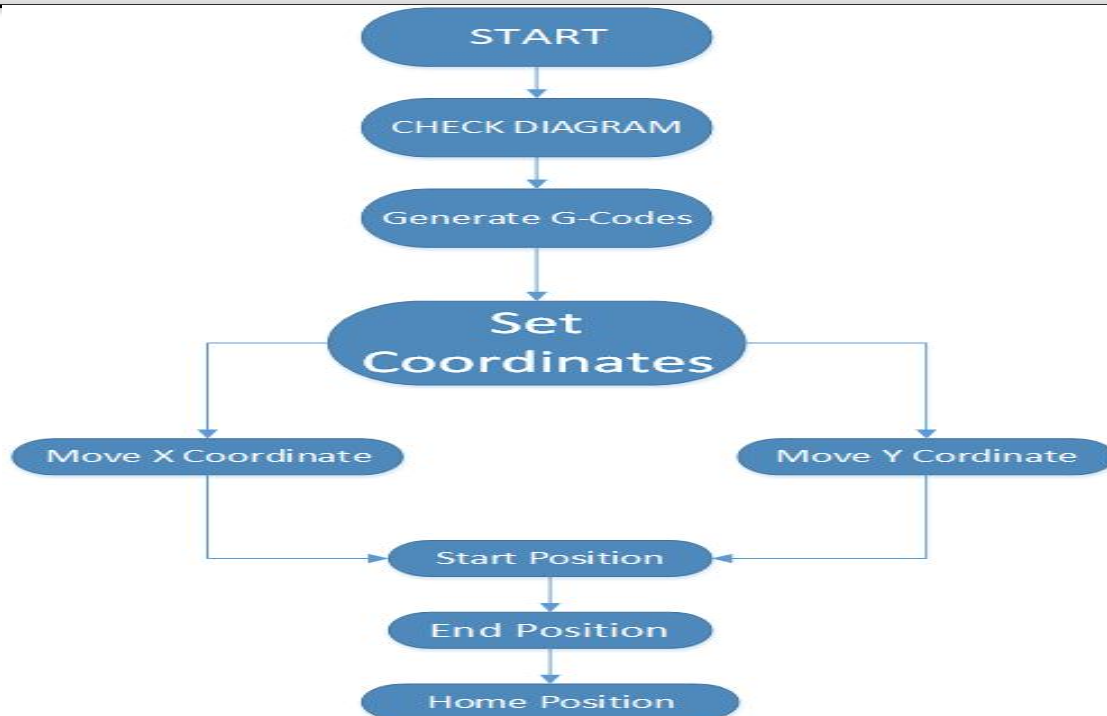 START
CHECK DIAGRAM
Generate G-Codes
Set
Coordinates
Move X Coordinate
Move Y Cordinate
Start Position
End Position
Home Position